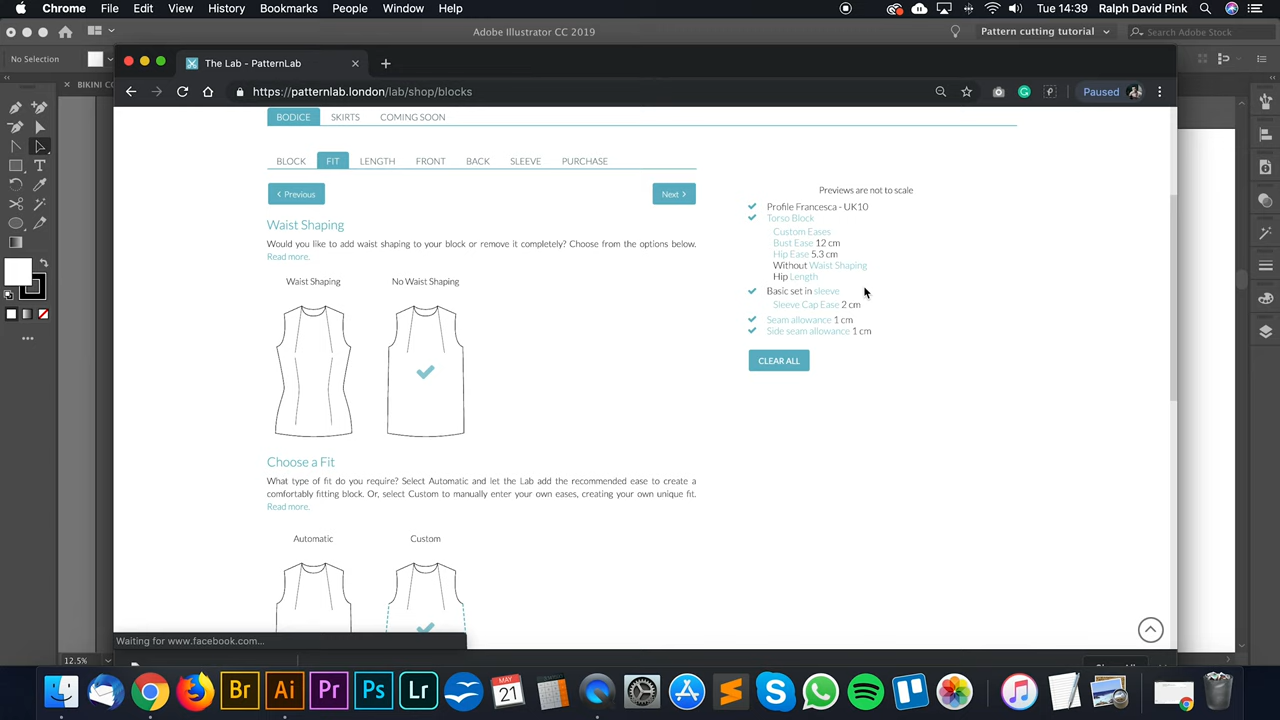 Chrome File Edit View History Bookmarks People Window Help Tue 14:39 Ralph David Pink
Adobe Illustrator CC 2019 Pattern cutting tutorial Search Adobe Stock
No Selection
The Lab - PatternLab
BIKINI CO
https://patternlab.london/lab/shop/blocks Paused
BODICE SKIRTS COMING SOON
BLOCK FIT LENGTH FRONT BACK SLEEVE PURCHASE
Previous Next
Previews are not to scale
Profile Francesca - UK10
Torso Block
Custom Eases
Bust Ease 12 cm
Hip Ease 5.3 cm
Without Waist Shaping
Hip Length
Basic set in sleeve
Sleeve Cap Ease 2 cm
Seam allowance 1 cm
Side seam allowance 1 cm
CLEAR ALL
Waist Shaping
Would you like to add waist shaping to your block or remove it completely? Choose from the options below.
Read more.
Waist Shaping No Waist Shaping
Choose a Fit
What type of fit do you require? Select Automatic and let the Lab add the recommended ease to create a
comfortably fitting block. Or, select Custom to manually enter your own eases, creating your own unique fit.
Read more.
Automatic Custom
Waiting for www.facebook.com...
12.5%
Br Ai Pr Ps Lr MAY 21